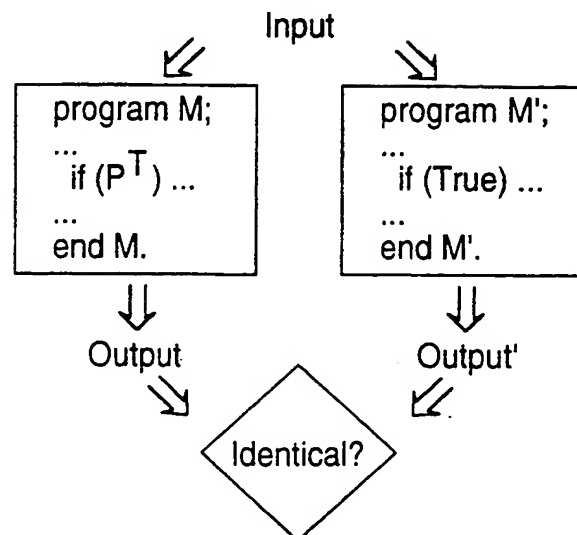 Input
program M;
...
if (P^T) ...
...
end M.
program M';
...
if (True) ...
...
end M'.
Output
Output'
Identical?